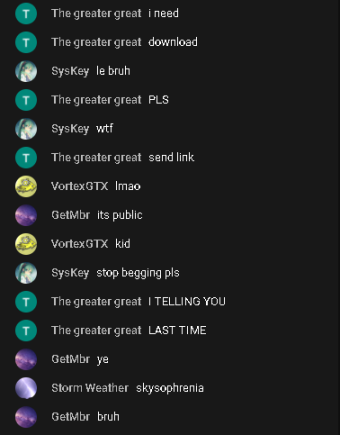 T The greater great i need
T The greater great download
SysKey le bruh
T The greater great PLS
SysKey wtf
T The greater great send link
VortexGTX lmao
GetMbr its public
VortexGTX kid
SysKey stop begging pls
T The greater great I TELLING YOU
T The greater great LAST TIME
GetMbr ye
Storm Weather skysophrenia
GetMbr bruh